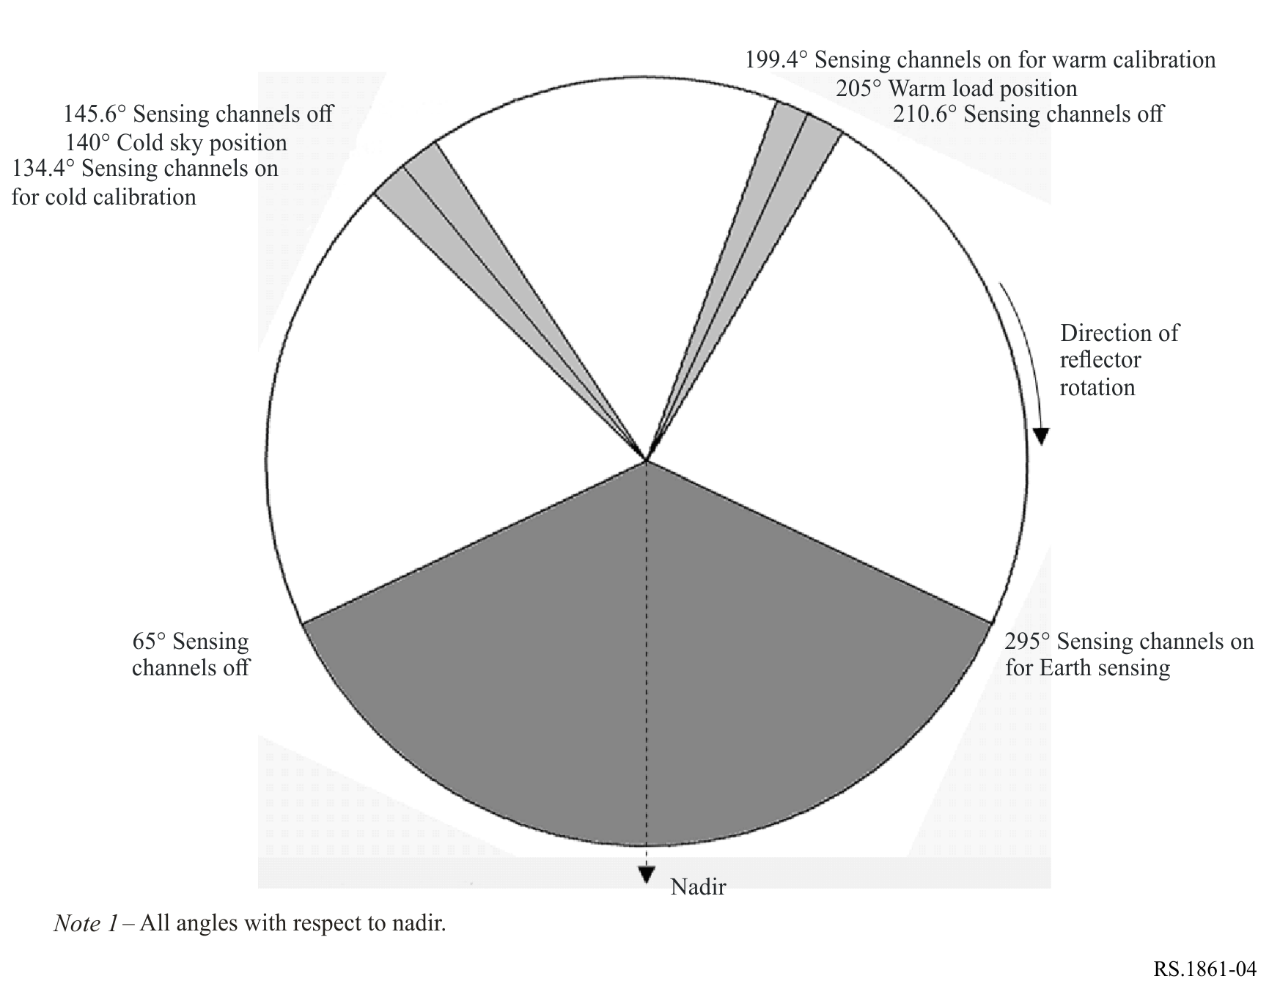 199.4° Sensing channels on for warm calibration
205° Warm load position
210.6° Sensing channels off
145.6° Sensing channels off
140° Cold sky position
134.4° Sensing channels on
for cold calibration
Direction of
reflector
rotation
65° Sensing
channels off
295° Sensing channels on
for Earth sensing
Nadir
Note 1 – All angles with respect to nadir.
RS.1861-04